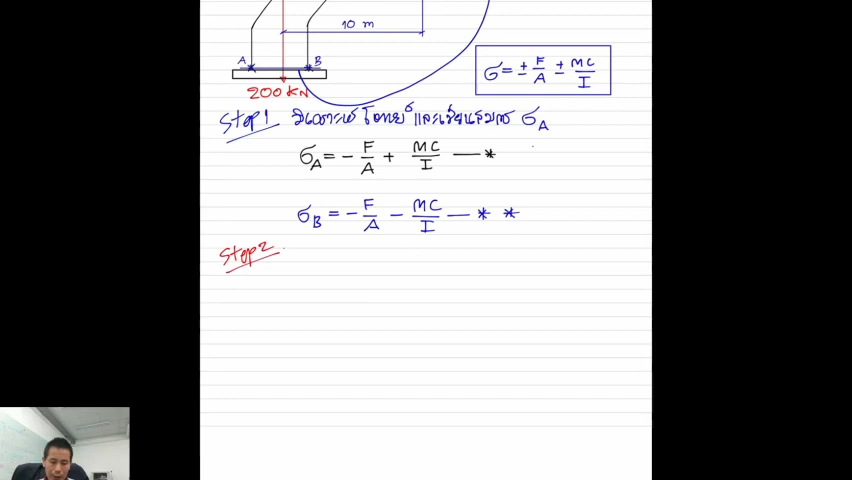 10 m
A B
200 KN
σ = ± F/A ± MC/I
Step 1 วิเคราะห์โจทย์ และเขียนสมการ σA
σA = - F/A + MC/I — *
σB = - F/A - MC/I — * *
Step 2